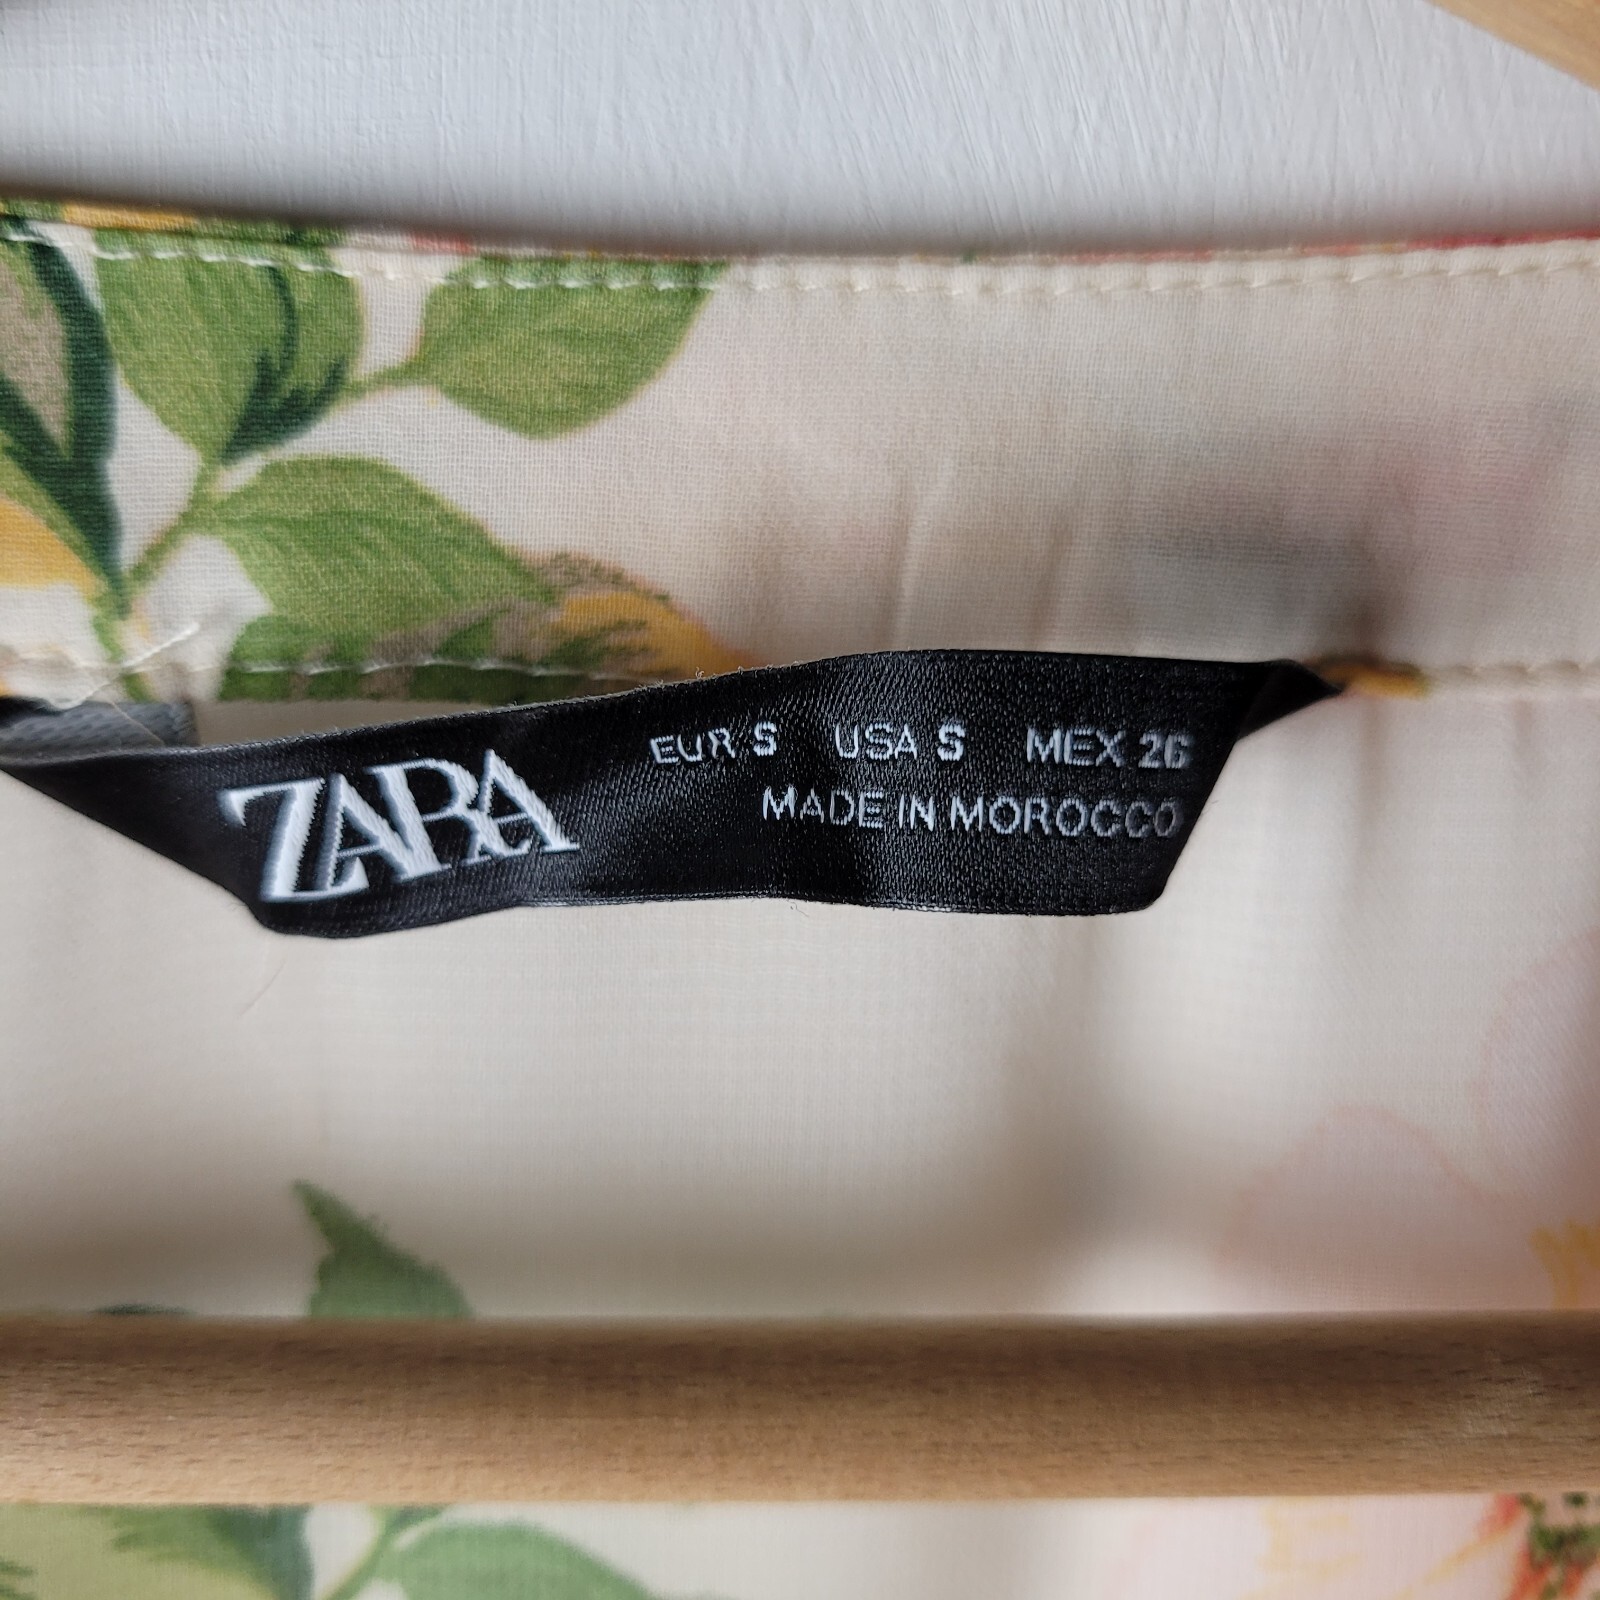 ZARA
EUR S USA S MEX 26
MADE IN MOROCCO